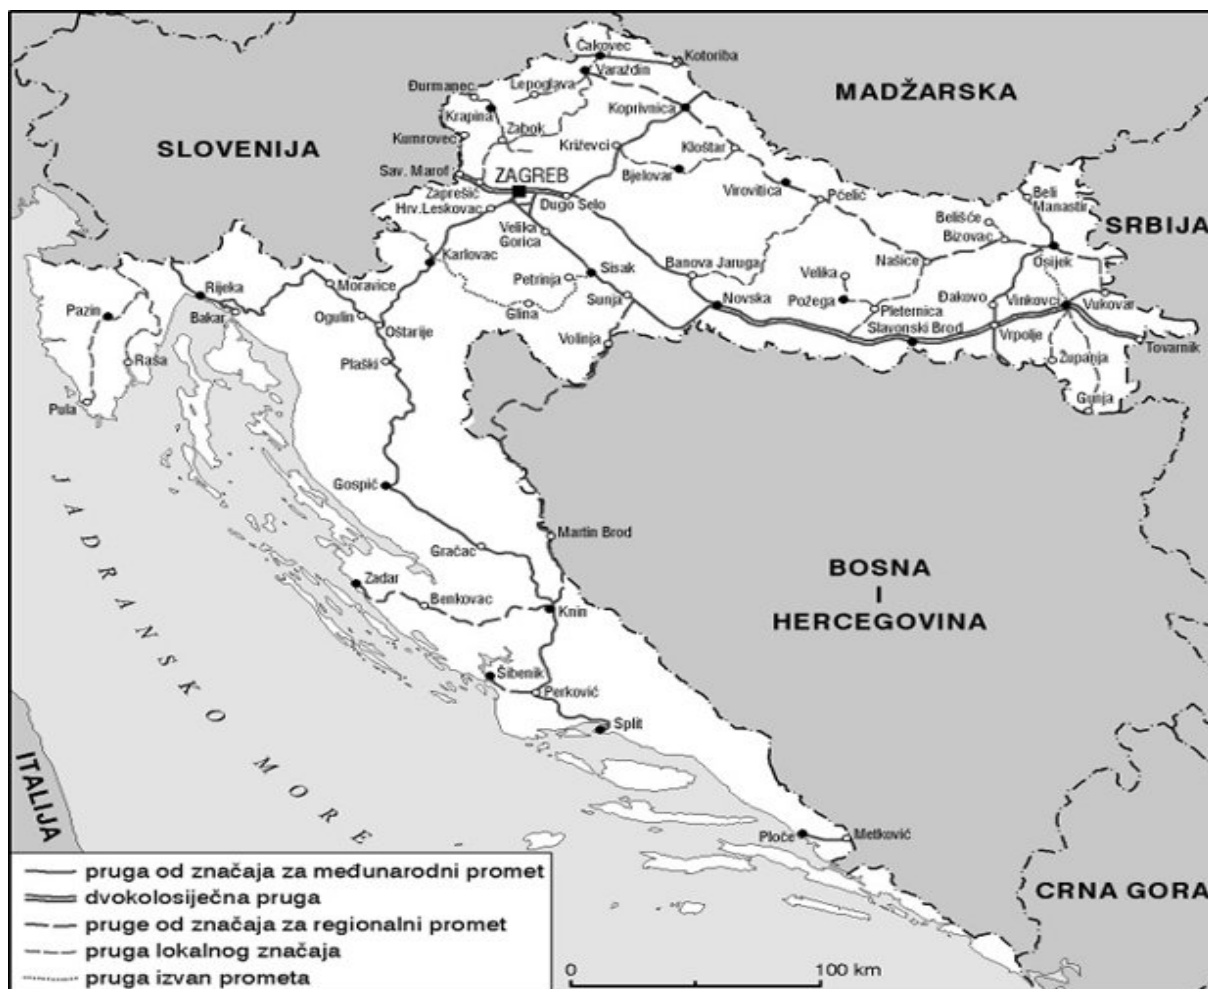 Čakovec
Kotoriba
Varaždin
MADŽARSKA
Đurmanec
Lepoglava
Krapina
Koprivnica
Kumrovec
Zabok
SLOVENIJA
Križevci
Kloštar
Sav. Marof
ZAGREB
Bjelovar
Virovitica
Pčelić
Beli
Manastir
Zaprešić
Dugo Selo
Hrv.Leskovac
Velika
Gorica
Belišće
Bizovac
SRBIJA
Karlovac
Sisak
Banova Jaruga
Velika
Našice
Osijek
Petrinja
Rijeka
Moravice
Sunja
Novska
Požega
Đakovo
Vinkovci
Vukovar
Pazin
Bakar
Ogulin
Glina
Pleternica
Oštarije
Slavonski Brod
Vrpolje
Tovarnik
Volinja
Raša
Plaški
Županja
Pula
Gunja
Gospić
Martin Brod
Gračac
BOSNA
I
HERCEGOVINA
Zadar
Benkovac
Knin
Šibenik
Perković
Split
JADRANSKO MORE
ITALIJA
Ploče
Metković
CRNA GORA
pruga od značaja za međunarodni promet
dvokolosiječna pruga
pruge od značaja za regionalni promet
pruga lokalnog značaja
pruga izvan prometa
0 100 km